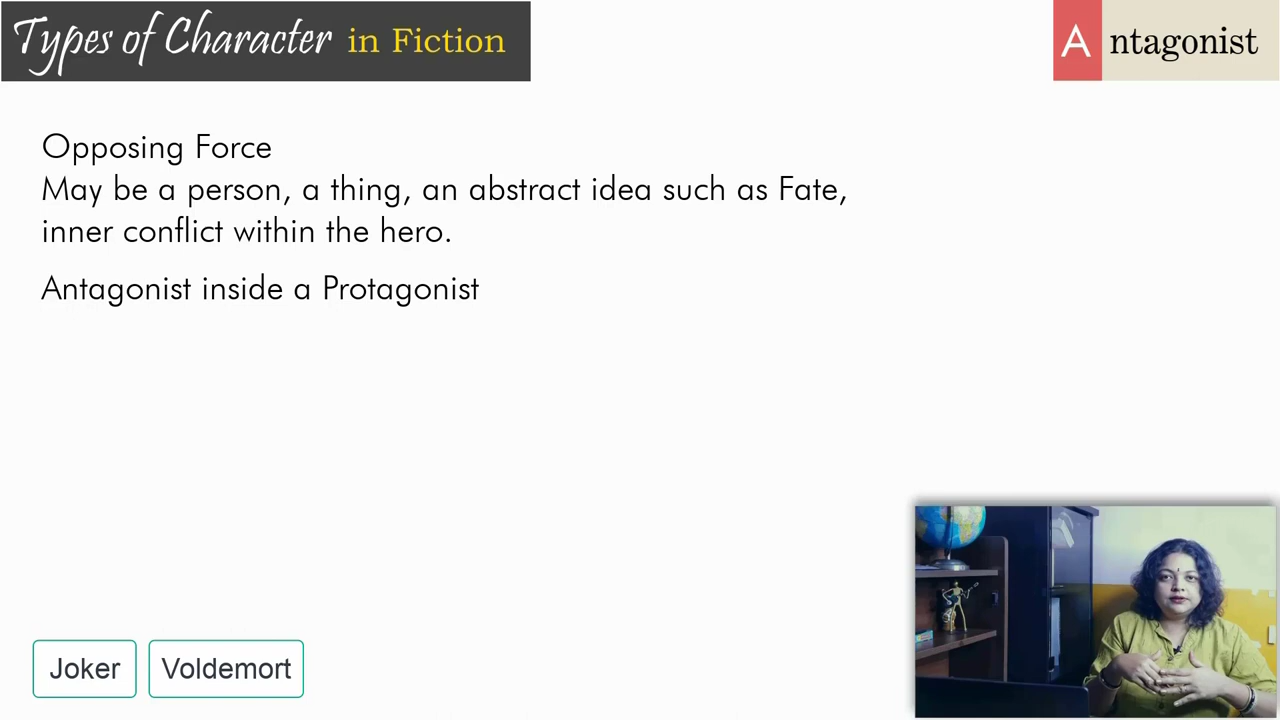 Types of Character in Fiction
Antagonist
Opposing Force
May be a person, a thing, an abstract idea such as Fate,
inner conflict within the hero.
Antagonist inside a Protagonist
Joker
Voldemort